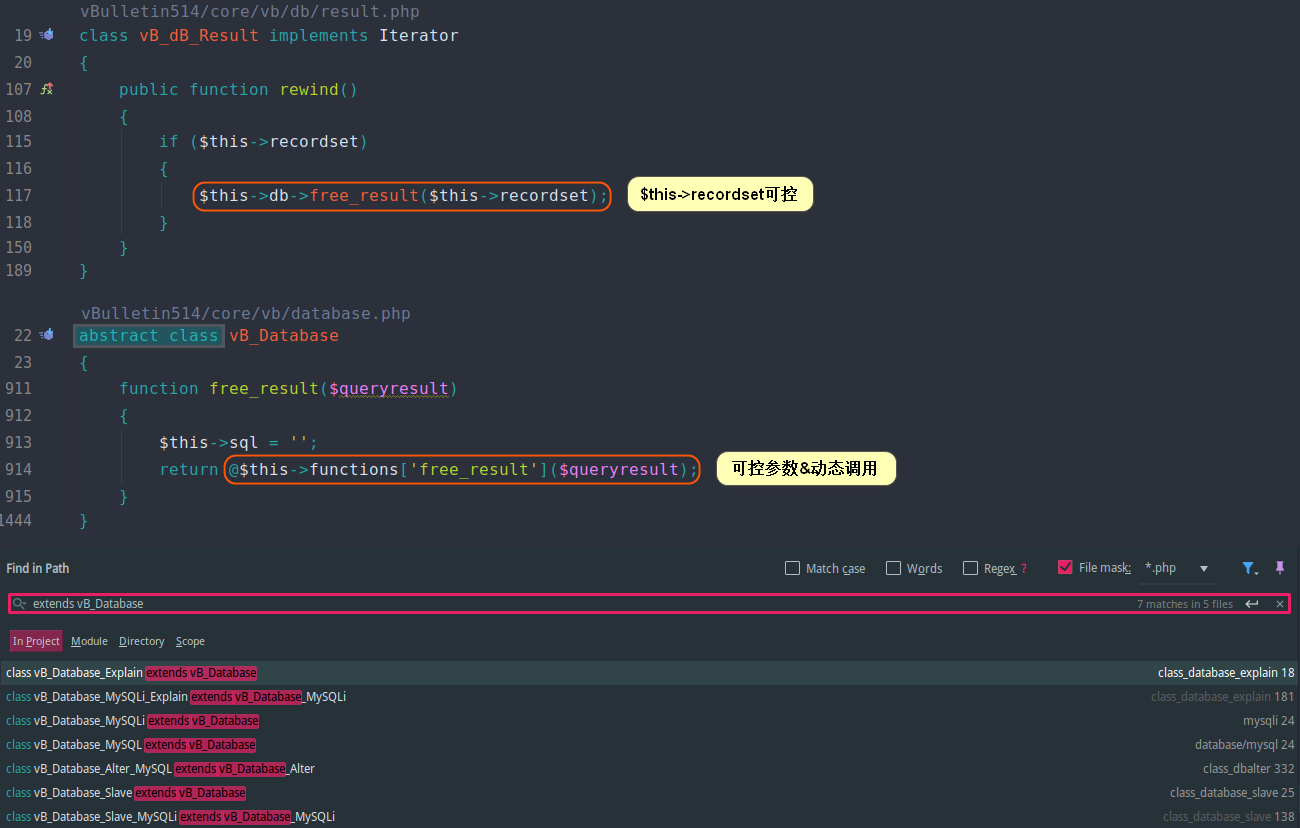 vBulletin514/core/vb/db/result.php
19 class vB_dB_Result implements Iterator
20 {
107 public function rewind()
108 {
115 if ($this->recordset)
116 {
117 $this->db->free_result($this->recordset); $this->recordset可控
118 }
150 }
189 }
vBulletin514/core/vb/database.php
22 abstract class vB_Database
23 {
911 function free_result($queryresult)
912 {
913 $this->sql = '';
914 return @$this->functions['free_result']($queryresult); 可控参数&动态调用
915 }
1444 }
Find in Path Match case Words Regex ? File mask: *.php
extends vB_Database 7 matches in 5 files
In Project Module Directory Scope
class vB_Database_Explain extends vB_Database class_database_explain 18
class vB_Database_MySQLi_Explain extends vB_Database_MySQLi class_database_explain 181
class vB_Database_MySQLi extends vB_Database mysqli 24
class vB_Database_MySQL extends vB_Database database/mysql 24
class vB_Database_Alter_MySQL extends vB_Database_Alter class_dbalter 332
class vB_Database_Slave extends vB_Database class_database_slave 25
class vB_Database_Slave_MySQLi extends vB_Database_MySQLi class_database_slave 138